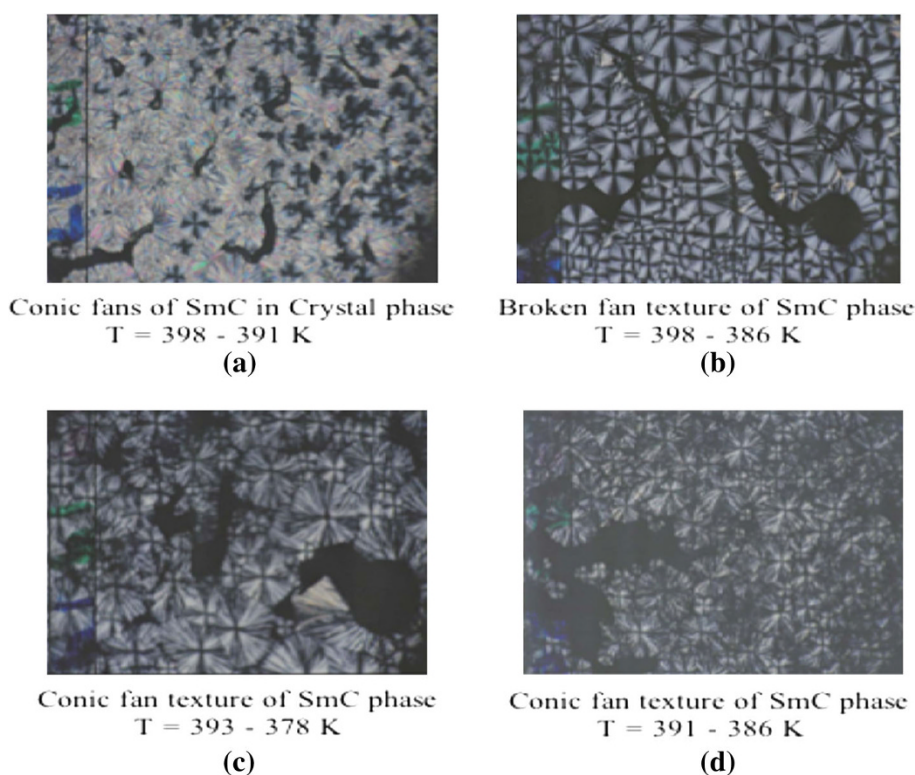 Conic fans of SmC in Crystal phase
T = 398 - 391 K
(a)
Broken fan texture of SmC phase
T = 398 - 386 K
(b)
Conic fan texture of SmC phase
T = 393 - 378 K
(c)
Conic fan texture of SmC phase
T = 391 - 386 K
(d)